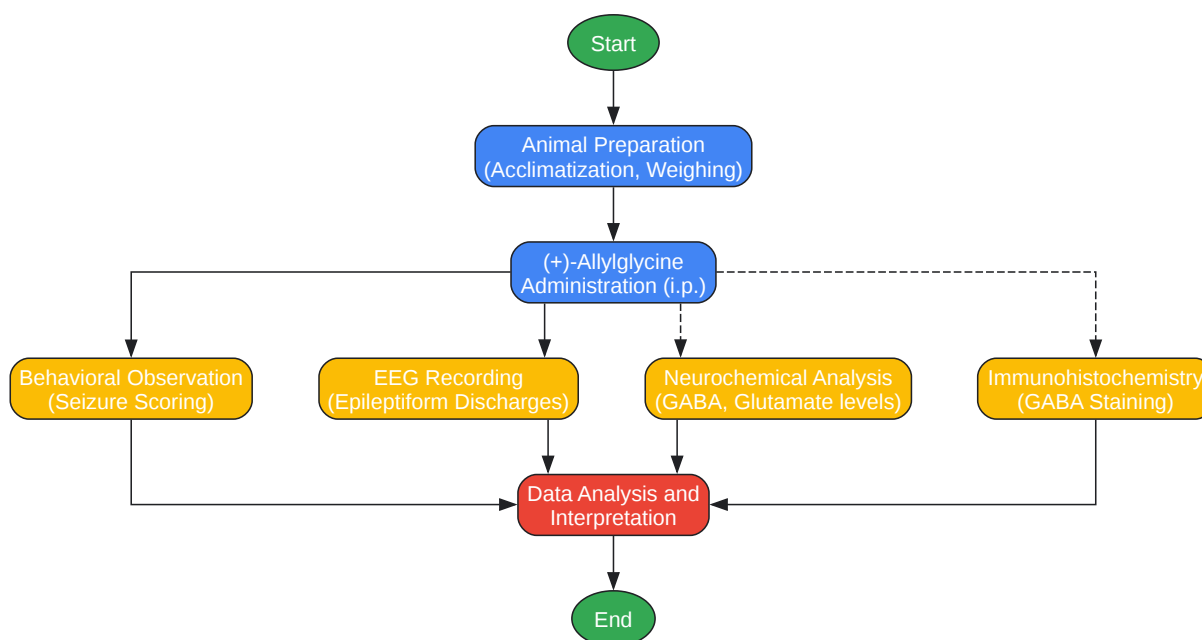 Start
Animal Preparation
(Acclimatization, Weighing)
(+)-Allylglycine
Administration (i.p.)
Behavioral Observation
(Seizure Scoring)
EEG Recording
(Epileptiform Discharges)
Neurochemical Analysis
(GABA, Glutamate levels)
Immunohistochemistry
(GABA Staining)
Data Analysis and
Interpretation
End